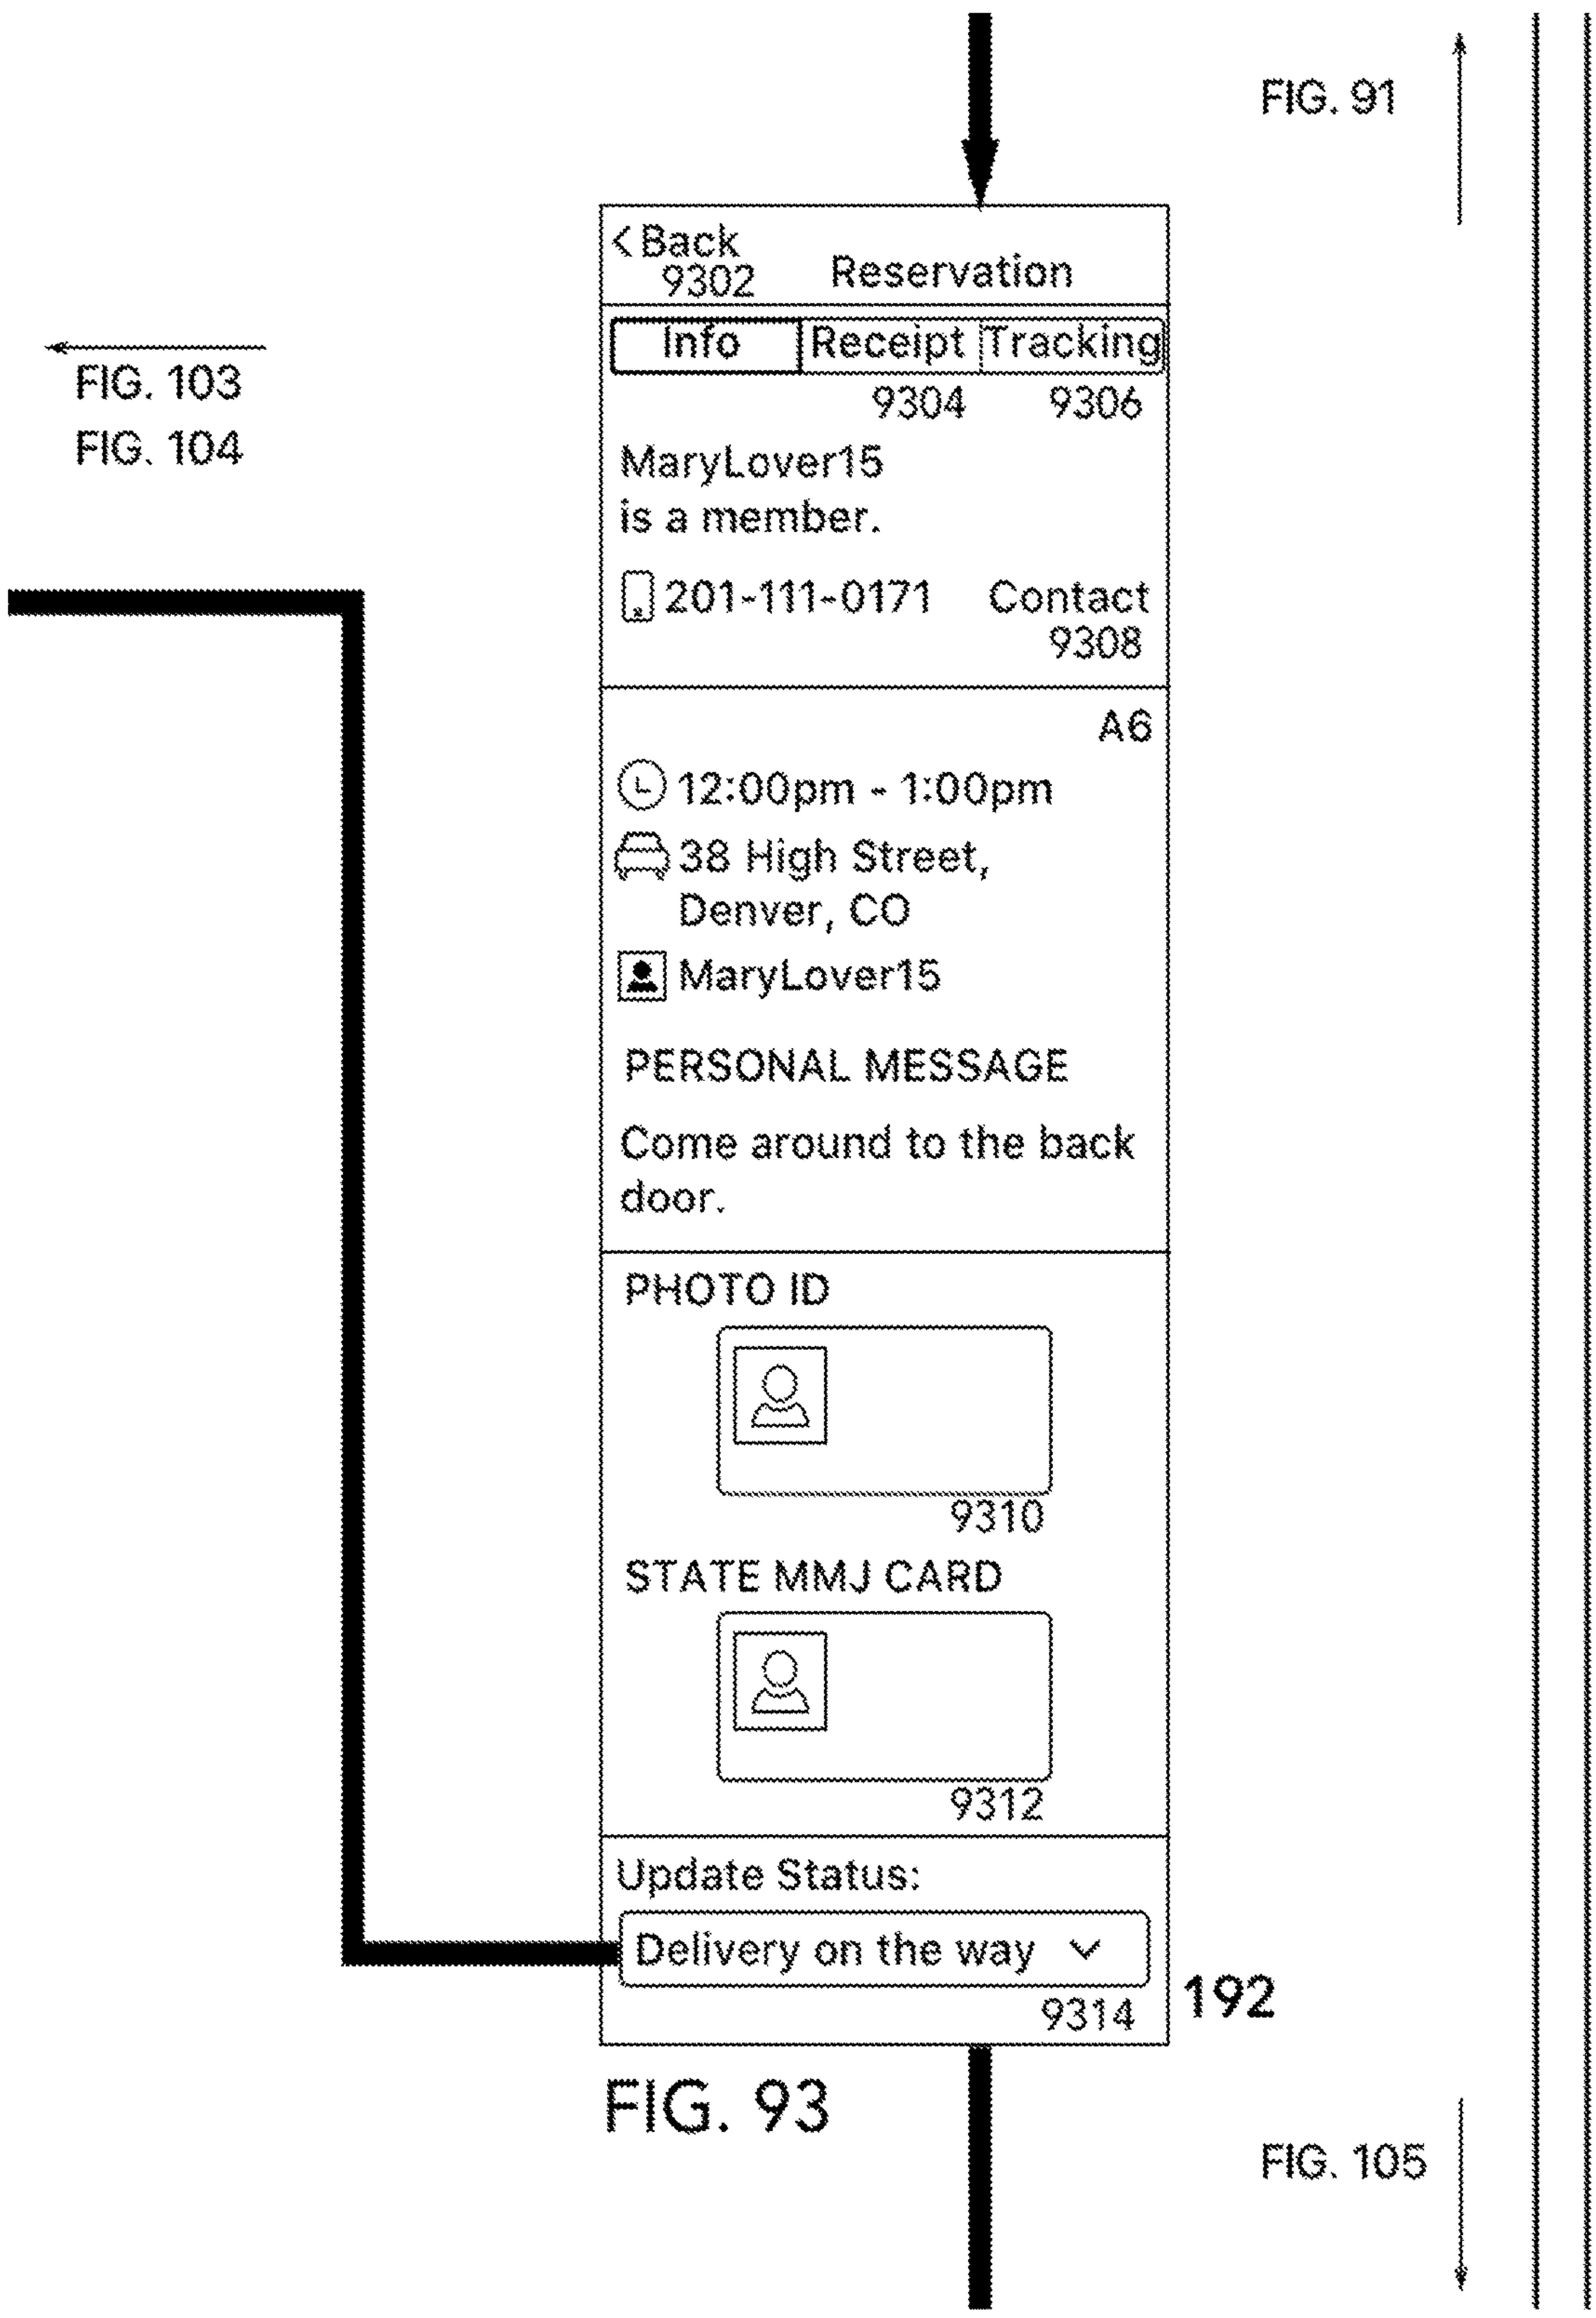 FIG. 91
< Back
9302
Reservation
Info Receipt Tracking
9304 9306
FIG. 103
FIG. 104
MaryLover15
is a member.
201-111-0171 Contact
9308
A6
12:00pm - 1:00pm
38 High Street,
Denver, CO
MaryLover15
PERSONAL MESSAGE
Come around to the back
door.
PHOTO ID
9310
STATE MMJ CARD
9312
Update Status:
Delivery on the way
9314
192
FIG. 93
FIG. 105